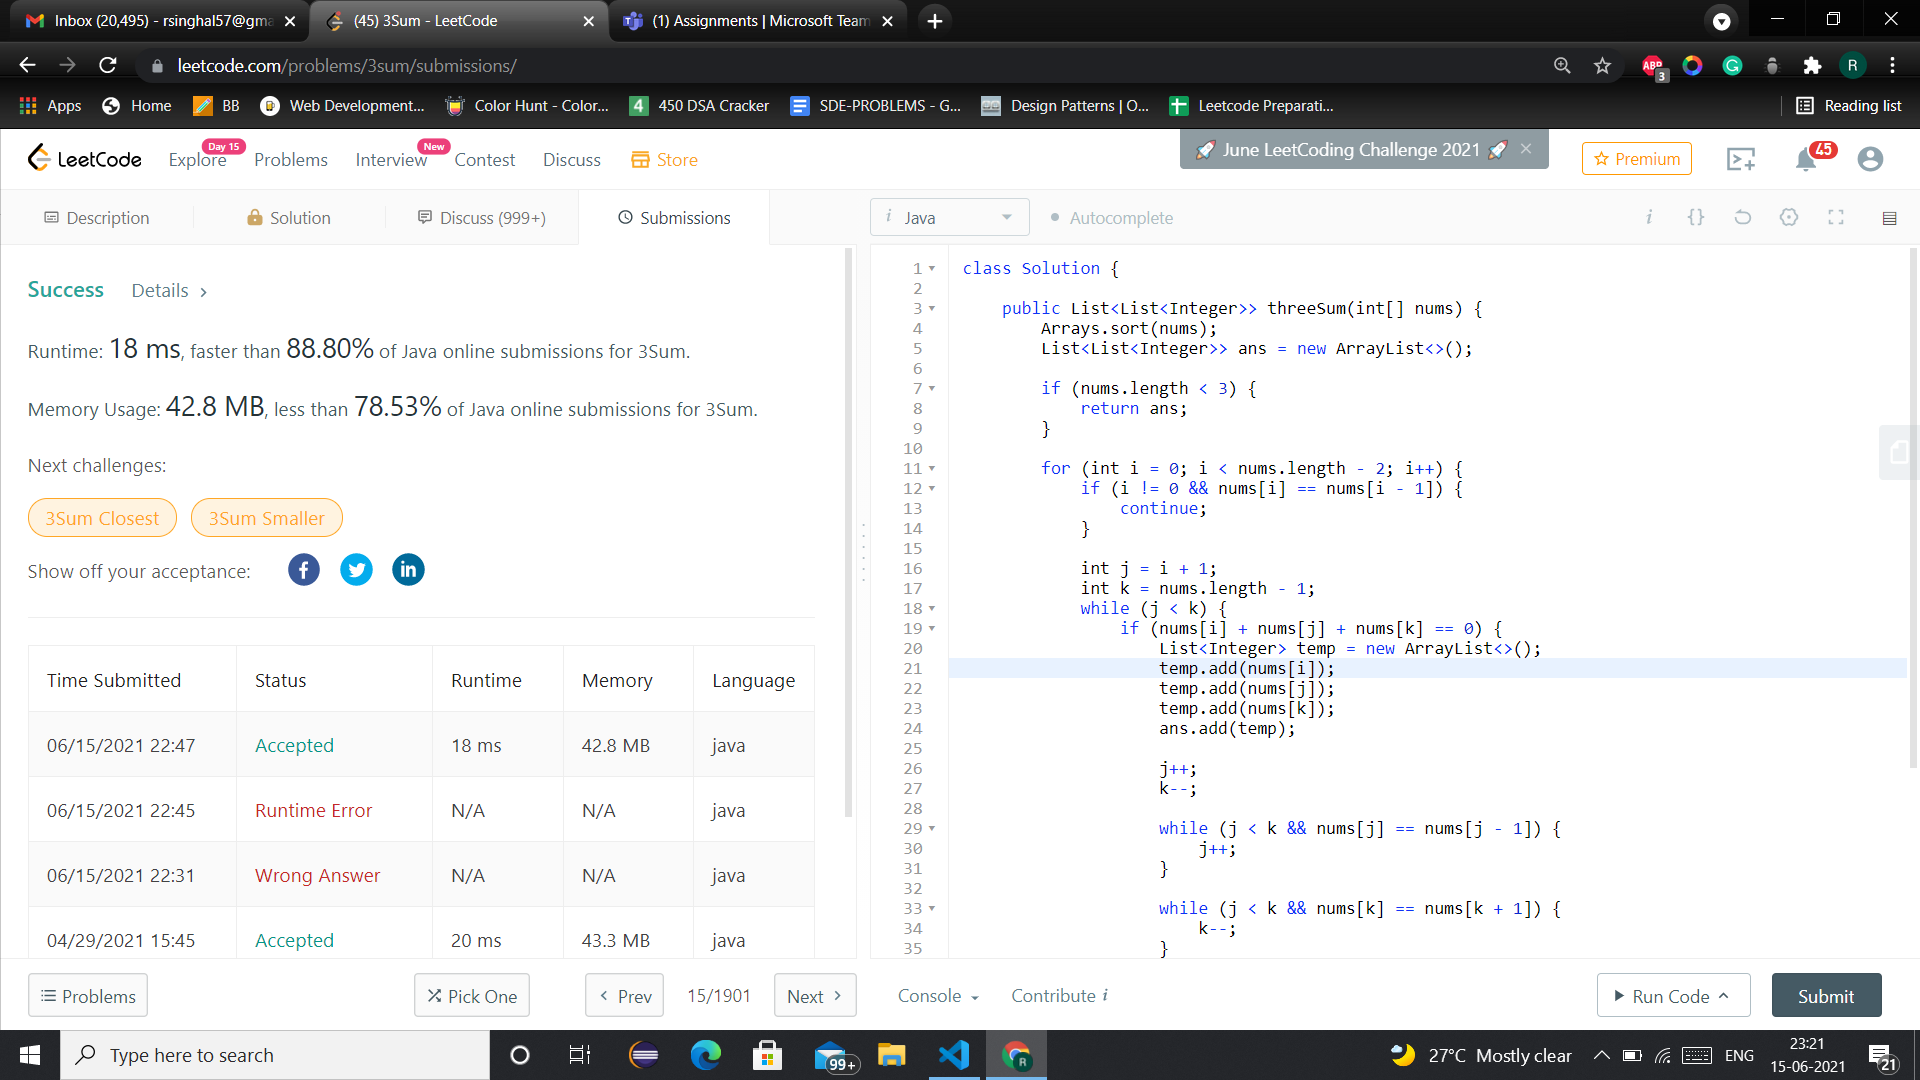 Inbox (20,495) - rsinghal57@gma
(45) 3Sum - LeetCode
(1) Assignments | Microsoft Team
leetcode.com/problems/3sum/submissions/
ABP
3
R
Apps
Home
BB
Web Development...
Color Hunt - Color...
4
450 DSA Cracker
SDE-PROBLEMS - G...
Design Patterns | O...
Leetcode Preparati...
Reading list
LeetCode
Explore
Day 15
Problems
Interview
New
Contest
Discuss
Store
🚀 June LeetCoding Challenge 2021 🚀
Premium
45
Description
Solution
Discuss (999+)
Submissions
i Java
Autocomplete
Success
Details
Runtime: 18 ms, faster than 88.80% of Java online submissions for 3Sum.
Memory Usage: 42.8 MB, less than 78.53% of Java online submissions for 3Sum.
Next challenges:
3Sum Closest
3Sum Smaller
Show off your acceptance:
Time Submitted Status Runtime Memory Language
06/15/2021 22:47 Accepted 18 ms 42.8 MB java
06/15/2021 22:45 Runtime Error N/A N/A java
06/15/2021 22:31 Wrong Answer N/A N/A java
04/29/2021 15:45 Accepted 20 ms 43.3 MB java
1 class Solution {
2
3 public List<List<Integer>> threeSum(int[] nums) {
4 Arrays.sort(nums);
5 List<List<Integer>> ans = new ArrayList<>();
6
7 if (nums.length < 3) {
8 return ans;
9 }
10
11 for (int i = 0; i < nums.length - 2; i++) {
12 if (i != 0 && nums[i] == nums[i - 1]) {
13 continue;
14 }
15
16 int j = i + 1;
17 int k = nums.length - 1;
18 while (j < k) {
19 if (nums[i] + nums[j] + nums[k] == 0) {
20 List<Integer> temp = new ArrayList<>();
21 temp.add(nums[i]);
22 temp.add(nums[j]);
23 temp.add(nums[k]);
24 ans.add(temp);
25
26 j++;
27 k--;
28
29 while (j < k && nums[j] == nums[j - 1]) {
30 j++;
31 }
32
33 while (j < k && nums[k] == nums[k + 1]) {
34 k--;
35 }
Problems
Pick One
Prev
15/1901
Next
Console
Contribute i
Run Code
Submit
Type here to search
99+
R
27°C Mostly clear
ENG
23:21
15-06-2021
21